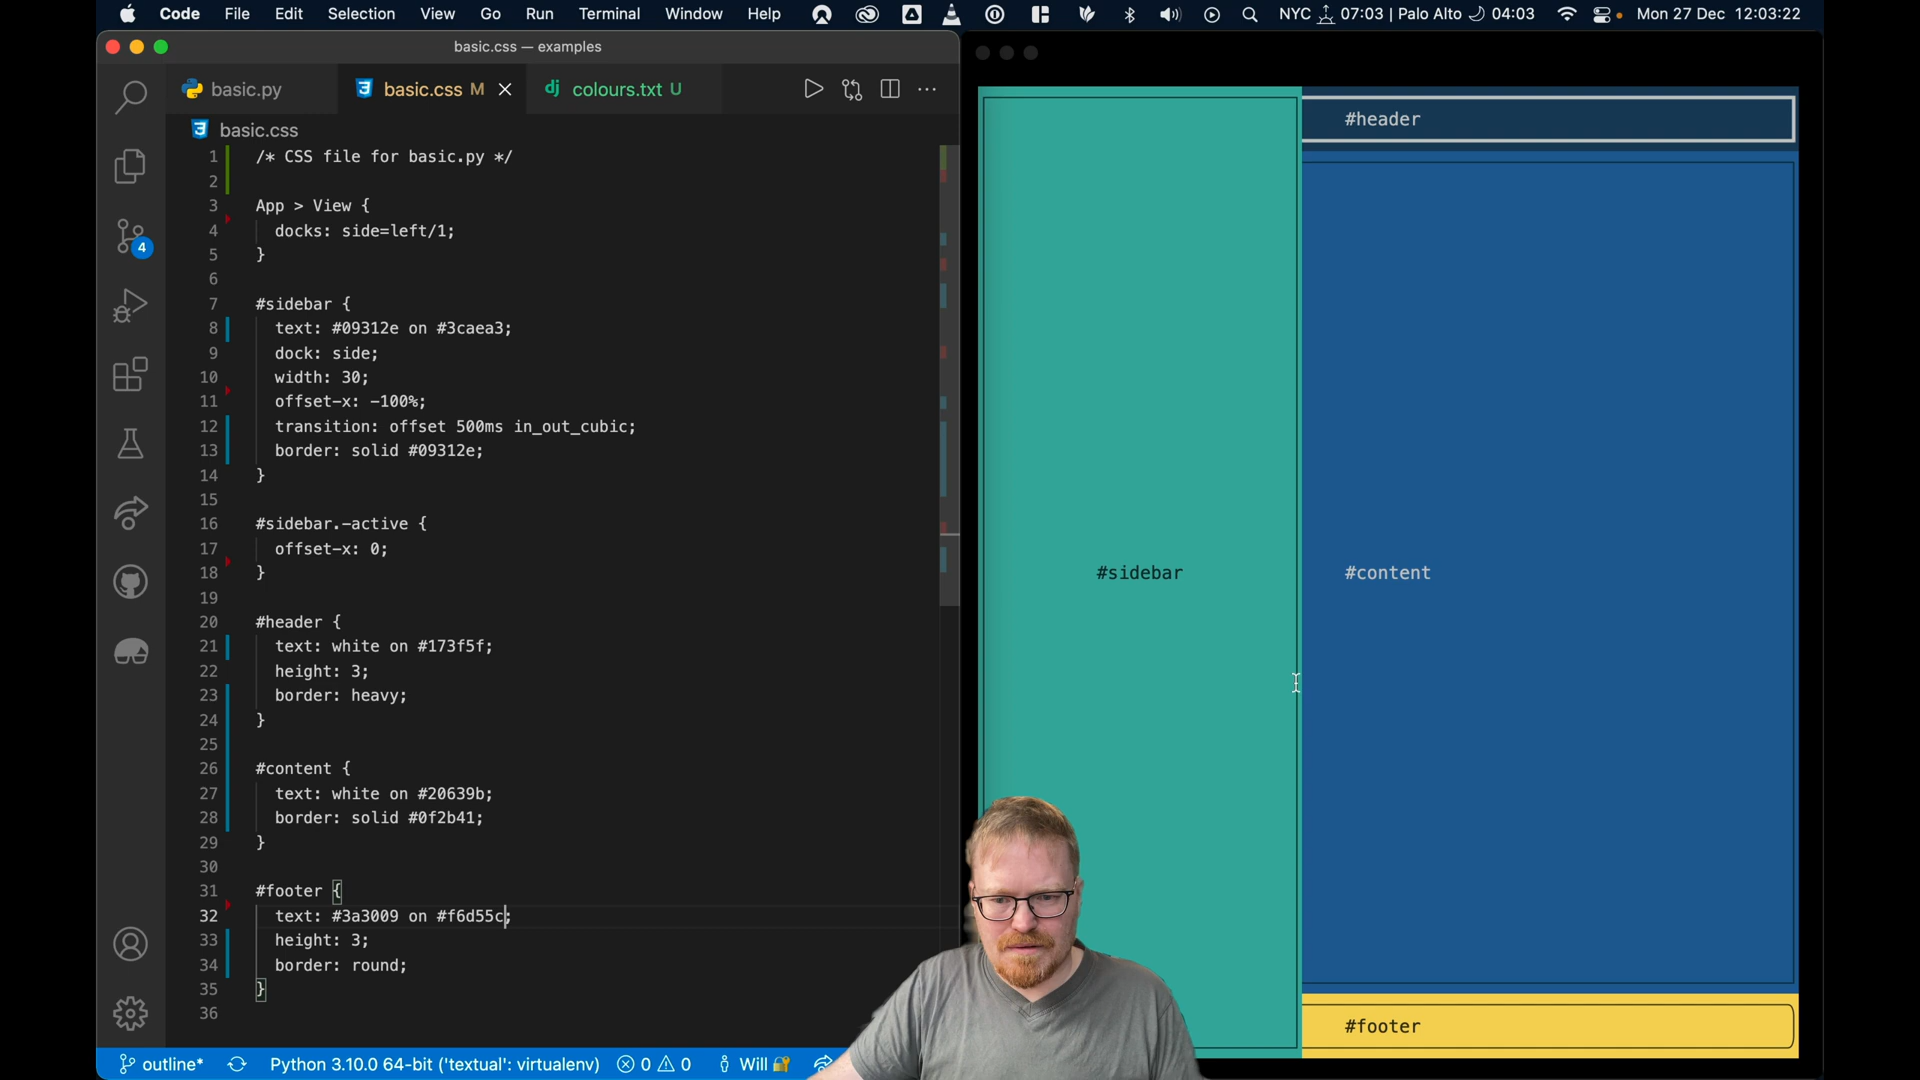 Code File Edit Selection View Go Run Terminal Window Help NYC 07:03 | Palo Alto 04:03 Mon 27 Dec 12:03:22
basic.css — examples
basic.py basic.css M colours.txt U
basic.css
1 /* CSS file for basic.py */
2
3 App > View {
4 docks: side=left/1;
5 }
6
7 #sidebar {
8 text: #09312e on #3caea3;
9 dock: side;
10 width: 30;
11 offset-x: -100%;
12 transition: offset 500ms in_out_cubic;
13 border: solid #09312e;
14 }
15
16 #sidebar.-active {
17 offset-x: 0;
18 }
19
20 #header {
21 text: white on #173f5f;
22 height: 3;
23 border: heavy;
24 }
25
26 #content {
27 text: white on #20639b;
28 border: solid #0f2b41;
29 }
30
31 #footer {
32 text: #3a3009 on #f6d55c;
33 height: 3;
34 border: round;
35 }
36
4
outline* Python 3.10.0 64-bit ('textual': virtualenv) 0 0 Will
#header
#sidebar
#content
#footer